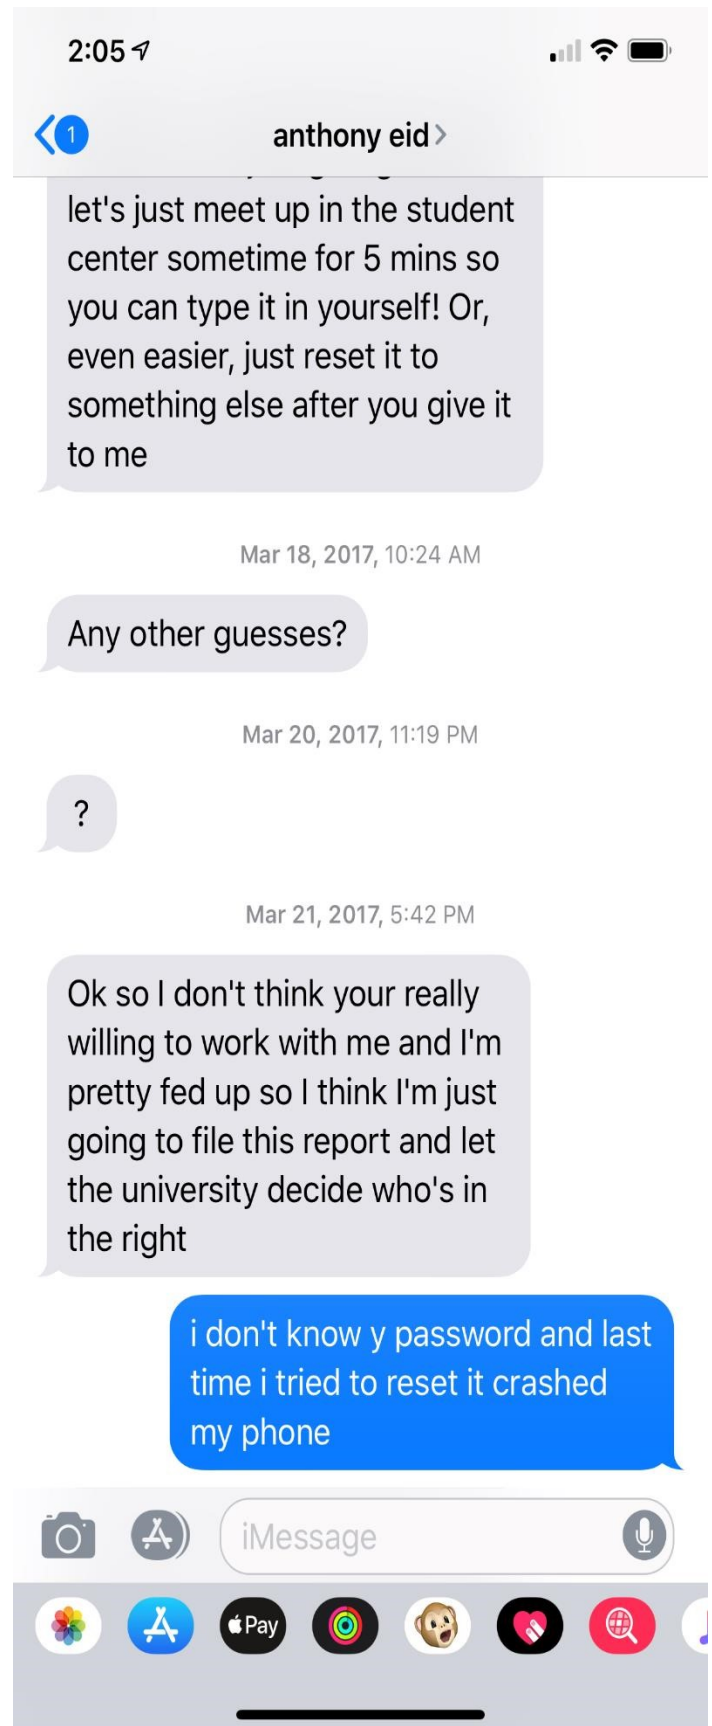 2:05
1
anthony eid
let's just meet up in the student
center sometime for 5 mins so
you can type it in yourself! Or,
even easier, just reset it to
something else after you give it
to me
Mar 18, 2017, 10:24 AM
Any other guesses?
Mar 20, 2017, 11:19 PM
?
Mar 21, 2017, 5:42 PM
Ok so I don't think your really
willing to work with me and I'm
pretty fed up so I think I'm just
going to file this report and let
the university decide who's in
the right
i don't know y password and last
time i tried to reset it crashed
my phone
iMessage
Pay